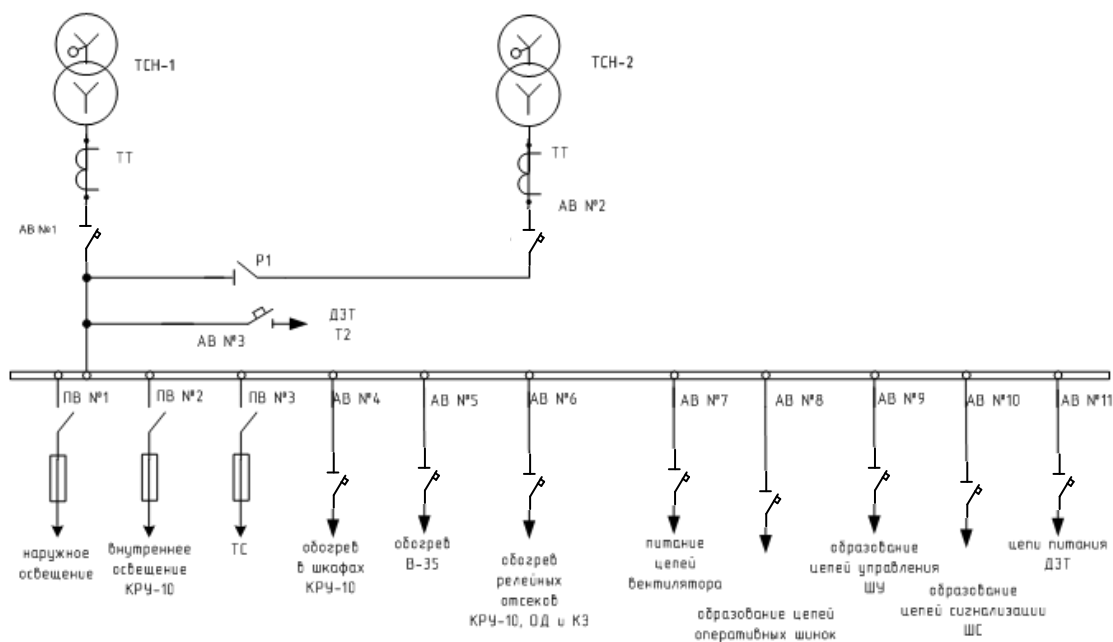 ТСН-1
ТСН-2
ТТ
ТТ
АВ №1
АВ №2
Р1
АВ №3
ДЗТ
Т2
ПВ №1
ПВ №2
ПВ №3
АВ №4
АВ №5
АВ №6
АВ №7
АВ №8
АВ №9
АВ №10
АВ №11
наружное
освещение
внутреннее
освещение
КРУ-10
ТС
обогрев
в шкафах
КРУ-10
обогрев
В-35
обогрев
релейных
отсеков
КРУ-10, ОД и КЗ
питание
цепей
вентилятора
образование цепей
оперативных шинок
образование
цепей управления
ШУ
образование
цепей сигнализации
ШС
цепи питания
ДЗТ